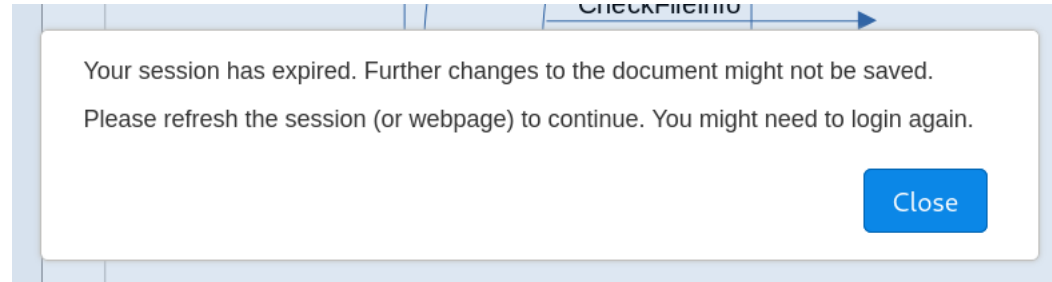 CheckFileInfo
Your session has expired. Further changes to the document might not be saved.
Please refresh the session (or webpage) to continue. You might need to login again.
Close